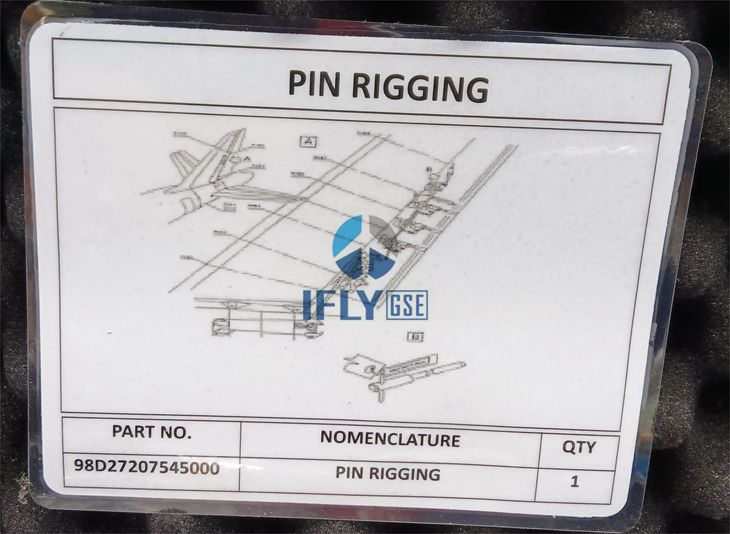 PIN RIGGING
A
IFLY GSE
B
PART NO. NOMENCLATURE QTY
98D27207545000 PIN RIGGING 1